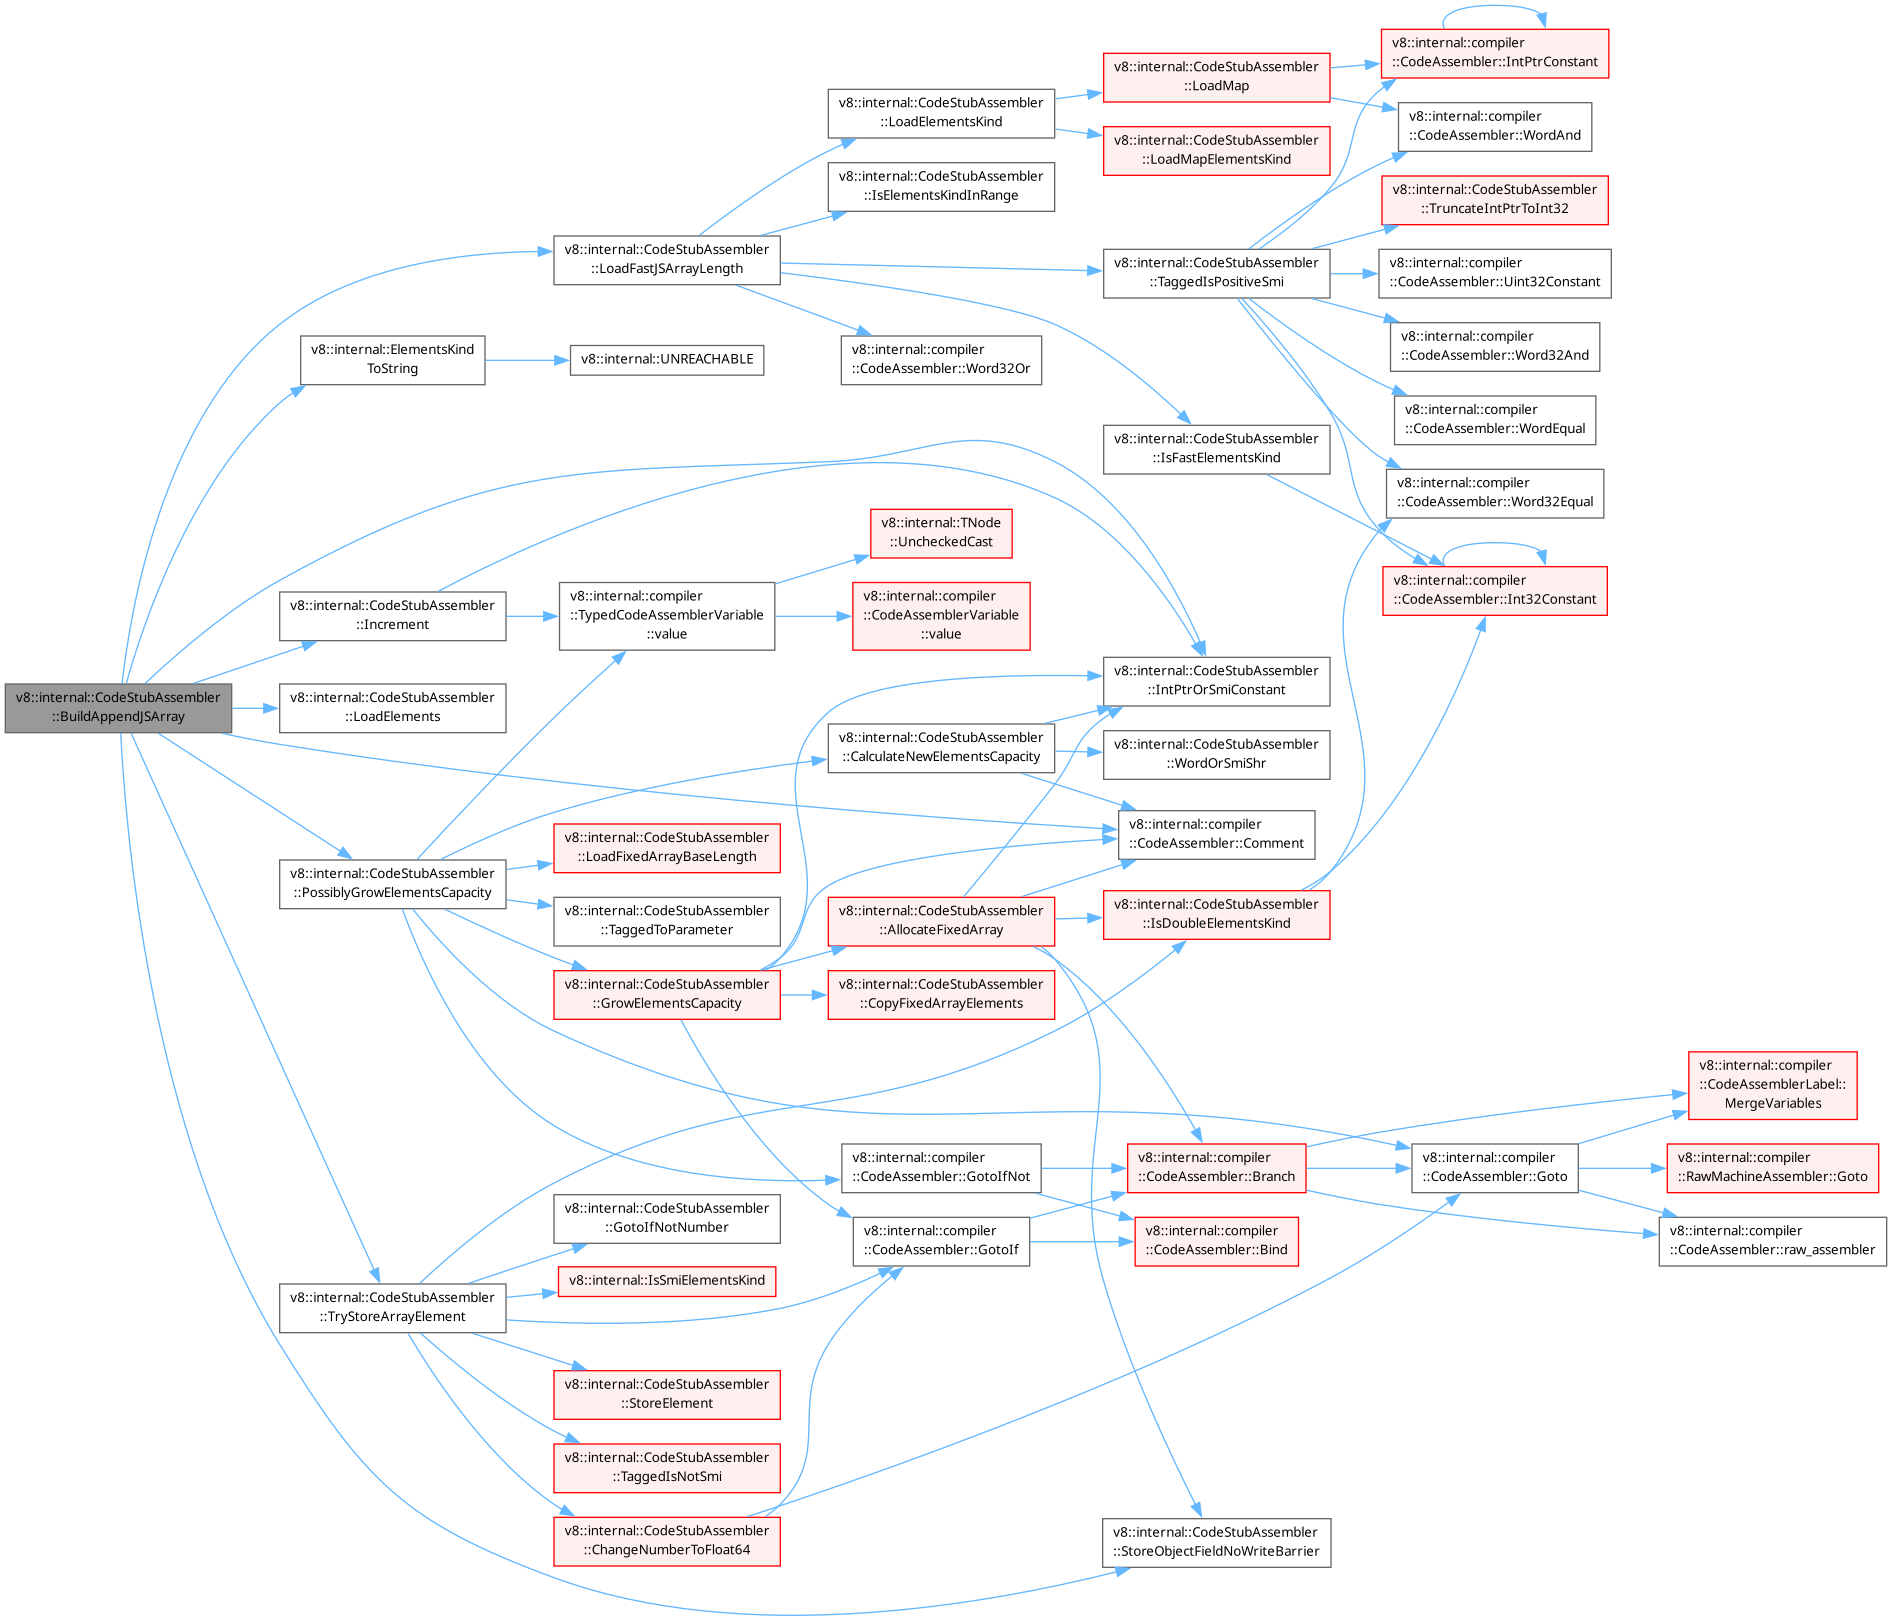 v8::internal::CodeStubAssembler
::BuildAppendJSArray
v8::internal::ElementsKind
ToString
v8::internal::CodeStubAssembler
::Increment
v8::internal::CodeStubAssembler
::LoadElements
v8::internal::CodeStubAssembler
::PossiblyGrowElementsCapacity
v8::internal::CodeStubAssembler
::TryStoreArrayElement
v8::internal::CodeStubAssembler
::LoadFastJSArrayLength
v8::internal::UNREACHABLE
v8::internal::compiler
::TypedCodeAssemblerVariable
::value
v8::internal::CodeStubAssembler
::LoadFixedArrayBaseLength
v8::internal::CodeStubAssembler
::TaggedToParameter
v8::internal::CodeStubAssembler
::GrowElementsCapacity
v8::internal::CodeStubAssembler
::GotoIfNotNumber
v8::internal::IsSmiElementsKind
v8::internal::CodeStubAssembler
::StoreElement
v8::internal::CodeStubAssembler
::TaggedIsNotSmi
v8::internal::CodeStubAssembler
::ChangeNumberToFloat64
v8::internal::CodeStubAssembler
::LoadElementsKind
v8::internal::CodeStubAssembler
::IsElementsKindInRange
v8::internal::compiler
::CodeAssembler::Word32Or
v8::internal::TNode
::UncheckedCast
v8::internal::compiler
::CodeAssemblerVariable
::value
v8::internal::CodeStubAssembler
::CalculateNewElementsCapacity
v8::internal::CodeStubAssembler
::AllocateFixedArray
v8::internal::CodeStubAssembler
::CopyFixedArrayElements
v8::internal::compiler
::CodeAssembler::GotoIfNot
v8::internal::compiler
::CodeAssembler::GotoIf
v8::internal::CodeStubAssembler
::LoadMap
v8::internal::CodeStubAssembler
::LoadMapElementsKind
v8::internal::CodeStubAssembler
::TaggedIsPositiveSmi
v8::internal::CodeStubAssembler
::IsFastElementsKind
v8::internal::CodeStubAssembler
::IntPtrOrSmiConstant
v8::internal::CodeStubAssembler
::WordOrSmiShr
v8::internal::compiler
::CodeAssembler::Comment
v8::internal::CodeStubAssembler
::IsDoubleElementsKind
v8::internal::compiler
::CodeAssembler::Branch
v8::internal::compiler
::CodeAssembler::Bind
v8::internal::CodeStubAssembler
::StoreObjectFieldNoWriteBarrier
v8::internal::compiler
::CodeAssembler::IntPtrConstant
v8::internal::compiler
::CodeAssembler::WordAnd
v8::internal::CodeStubAssembler
::TruncateIntPtrToInt32
v8::internal::compiler
::CodeAssembler::Uint32Constant
v8::internal::compiler
::CodeAssembler::Word32And
v8::internal::compiler
::CodeAssembler::WordEqual
v8::internal::compiler
::CodeAssembler::Word32Equal
v8::internal::compiler
::CodeAssembler::Int32Constant
v8::internal::compiler
::CodeAssembler::Goto
v8::internal::compiler
::CodeAssemblerLabel::
MergeVariables
v8::internal::compiler
::RawMachineAssembler::Goto
v8::internal::compiler
::CodeAssembler::raw_assembler